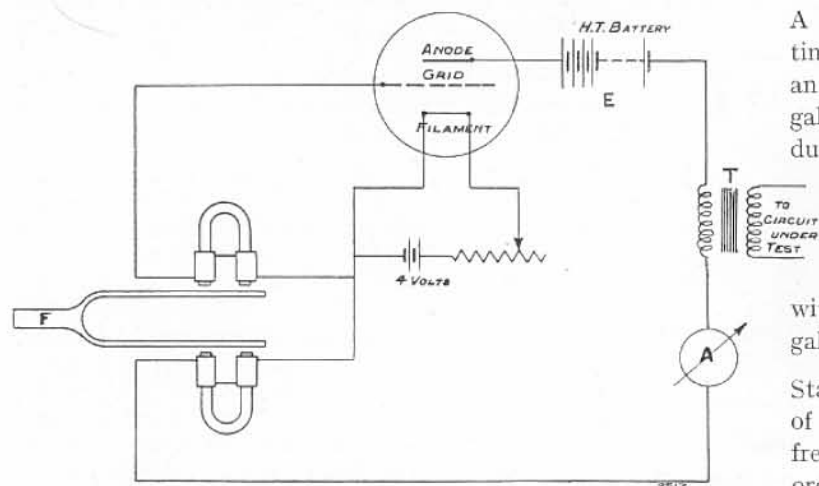 H.T. BATTERY
ANODE
GRID
FILAMENT
E
T
TO
CIRCUIT
UNDER
TEST
4 VOLTS
F
A
A
tin
an
gal
du
wi
gal
Sta
of
fre